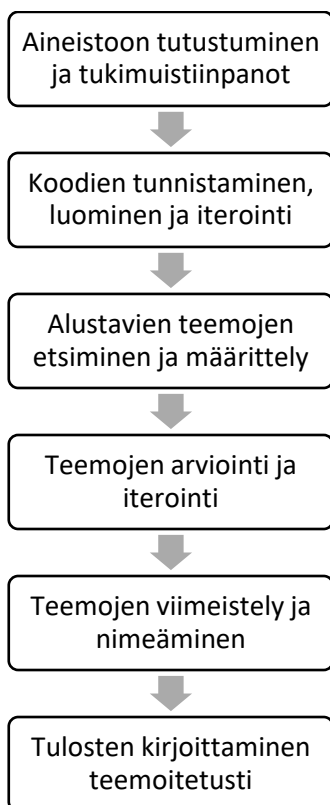 Aineistoon tutustuminen
ja tukimuistiinpanot
Koodien tunnistaminen,
luominen ja iterointi
Alustavien teemojen
etsiminen ja määrittely
Teemojen arviointi ja
iterointi
Teemojen viimeistely ja
nimeäminen
Tulosten kirjoittaminen
teemoitetusti